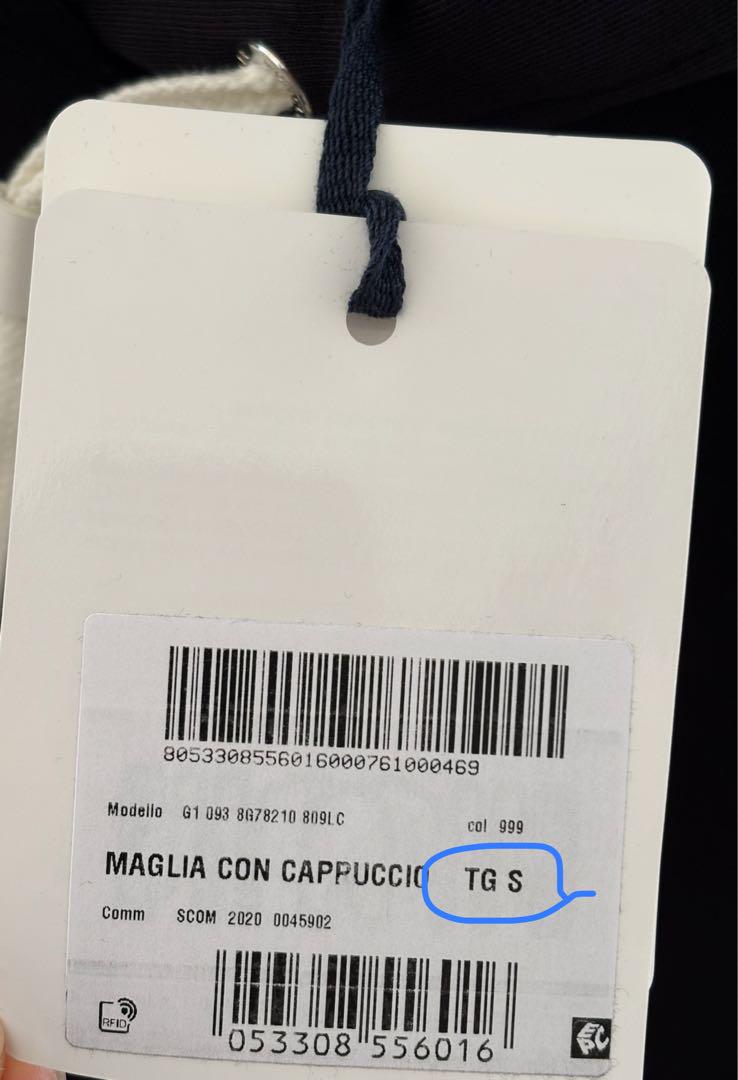 8053308556016000761000469
Modello G1 093 8G78210 809LC col 999
MAGLIA CON CAPPUCCIO TG S
Comm SCOM 2020 0045902
RFID
053308 556016
EPC